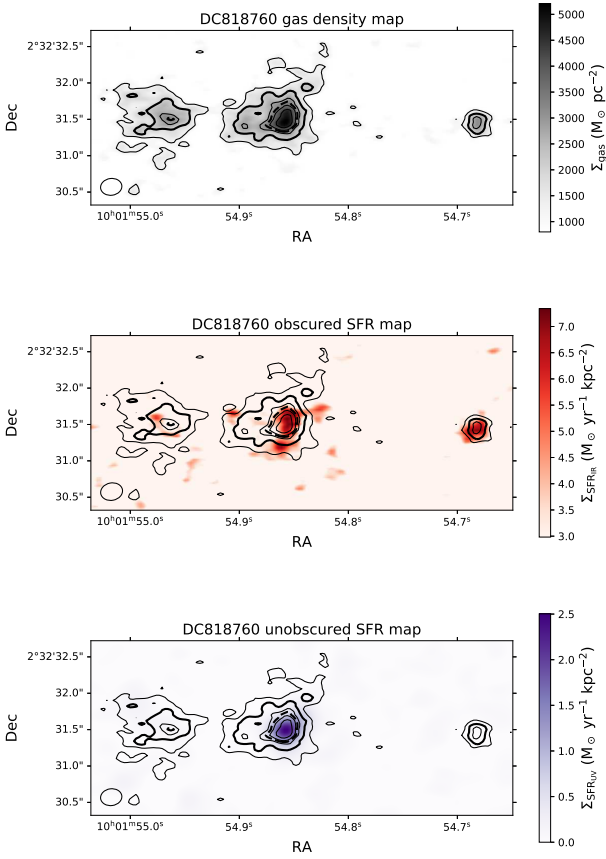 DC818760 gas density map
2ᵒ32'32.5"
32.0"
31.5"
31.0"
30.5"
Dec
10ʰ01ᵐ55.0ˢ 54.9ˢ 54.8ˢ 54.7ˢ
RA
5000
4500
4000
3500
3000
2500
2000
1500
1000
Σgas (M⊙ pc⁻²)
DC818760 obscured SFR map
2°32'32.5"
32.0"
31.5"
31.0"
30.5"
Dec
10ʰ01ᵐ55.0ˢ 54.9ˢ 54.8ˢ 54.7ˢ
RA
7.0
6.5
6.0
5.5
5.0
4.5
4.0
3.5
3.0
ΣSFR_IR (M⊙ yr⁻¹ kpc⁻²)
DC818760 unobscured SFR map
2°32'32.5"
32.0"
31.5"
31.0"
30.5"
Dec
10ʰ01ᵐ55.0ˢ 54.9ˢ 54.8ˢ 54.7ˢ
RA
2.5
2.0
1.5
1.0
0.5
0.0
ΣSFR_UV (M⊙ yr⁻¹ kpc⁻²)